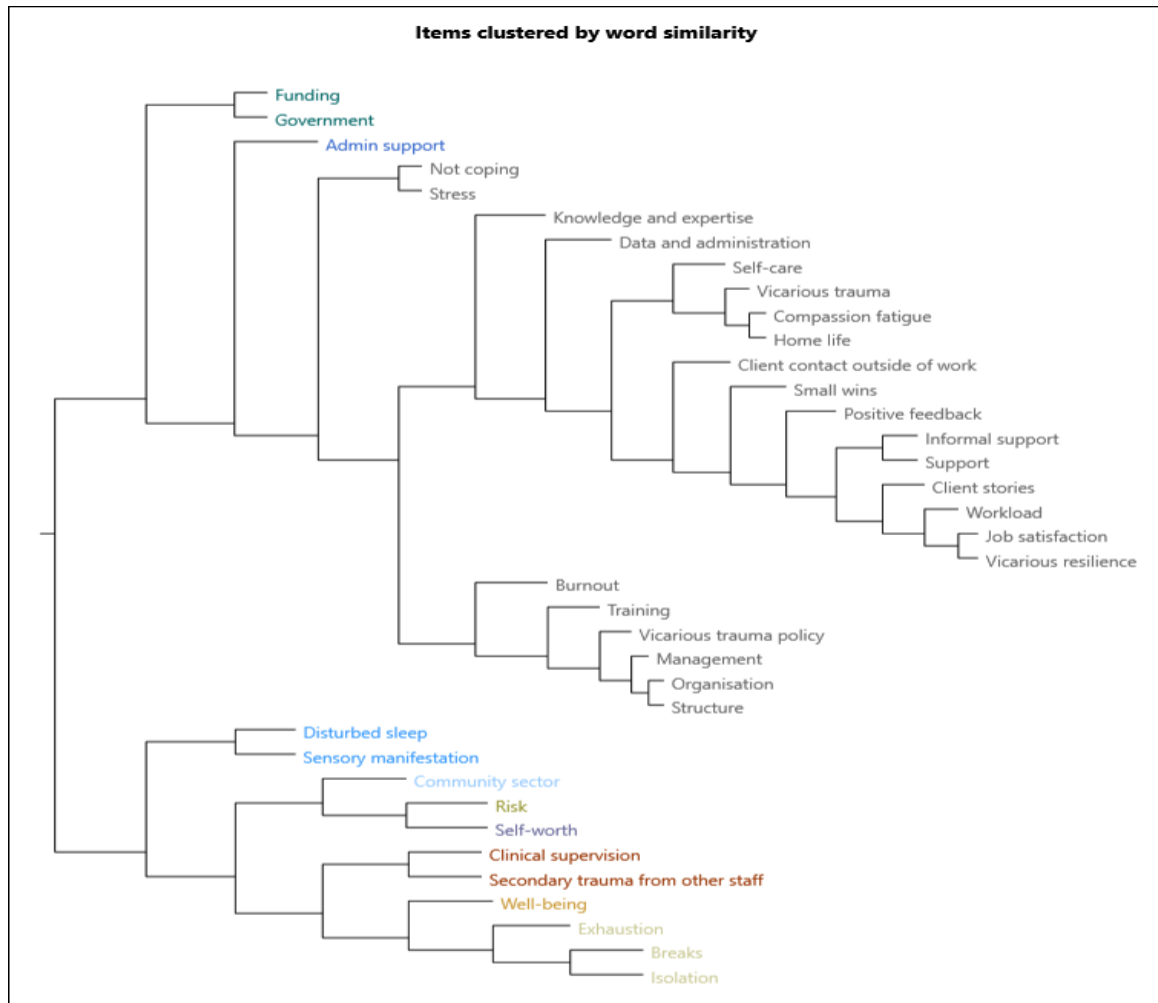 Items clustered by word similarity
Funding
Government
Admin support
Not coping
Stress
Knowledge and expertise
Data and administration
Self-care
Vicarious trauma
Compassion fatigue
Home life
Client contact outside of work
Small wins
Positive feedback
Informal support
Support
Client stories
Workload
Job satisfaction
Vicarious resilience
Burnout
Training
Vicarious trauma policy
Management
Organisation
Structure
Disturbed sleep
Sensory manifestation
Community sector
Risk
Self-worth
Clinical supervision
Secondary trauma from other staff
Well-being
Exhaustion
Breaks
Isolation